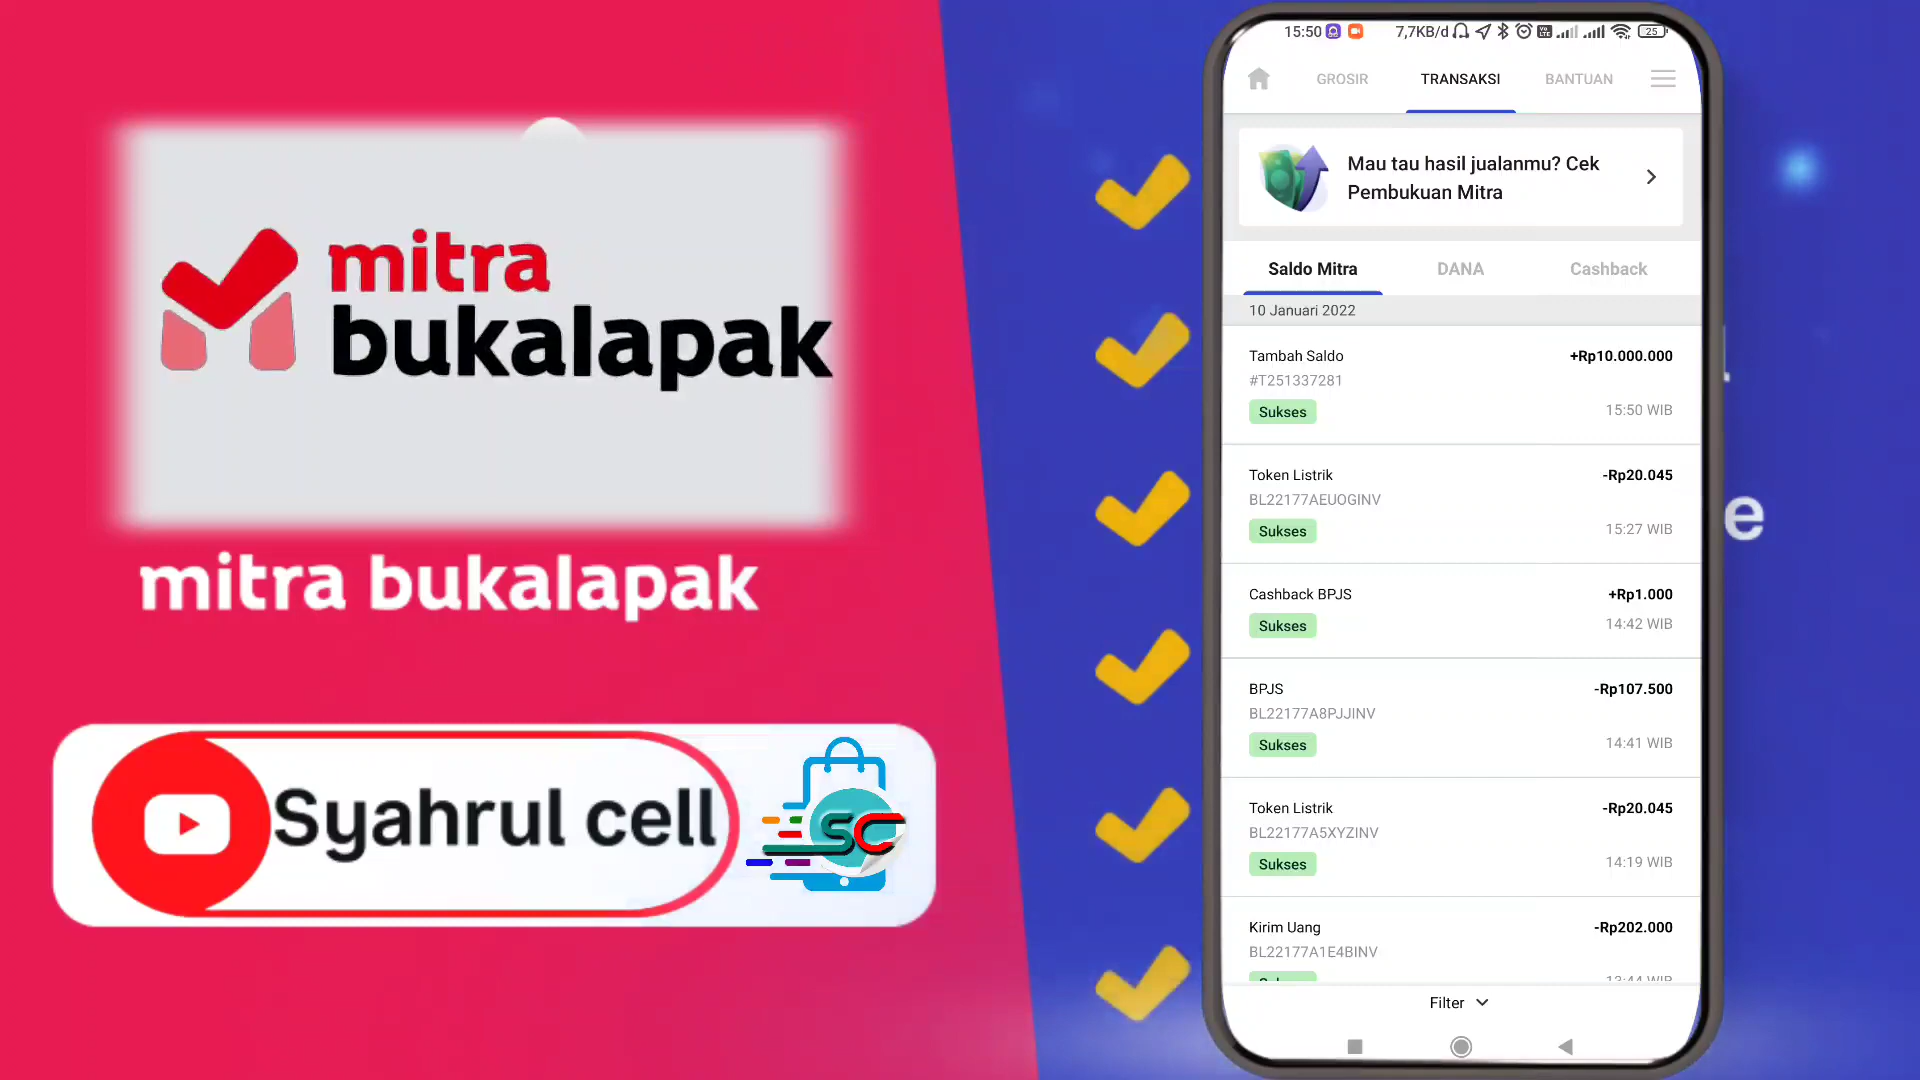 mitra
bukalapak
mitra bukalapak
Syahrul cell
SC
15:50
7,7KB/d
25
GROSIR
TRANSAKSI
BANTUAN
Mau tau hasil jualanmu? Cek
Pembukuan Mitra
Saldo Mitra
DANA
Cashback
10 Januari 2022
Tambah Saldo
+Rp10.000.000
#T251337281
Sukses
15:50 WIB
Token Listrik
-Rp20.045
BL22177AEUOGINV
Sukses
15:27 WIB
Cashback BPJS
+Rp1.000
Sukses
14:42 WIB
BPJS
-Rp107.500
BL22177A8PJJINV
Sukses
14:41 WIB
Token Listrik
-Rp20.045
BL22177A5XYZINV
Sukses
14:19 WIB
Kirim Uang
-Rp202.000
BL22177A1E4BINV
Filter
e